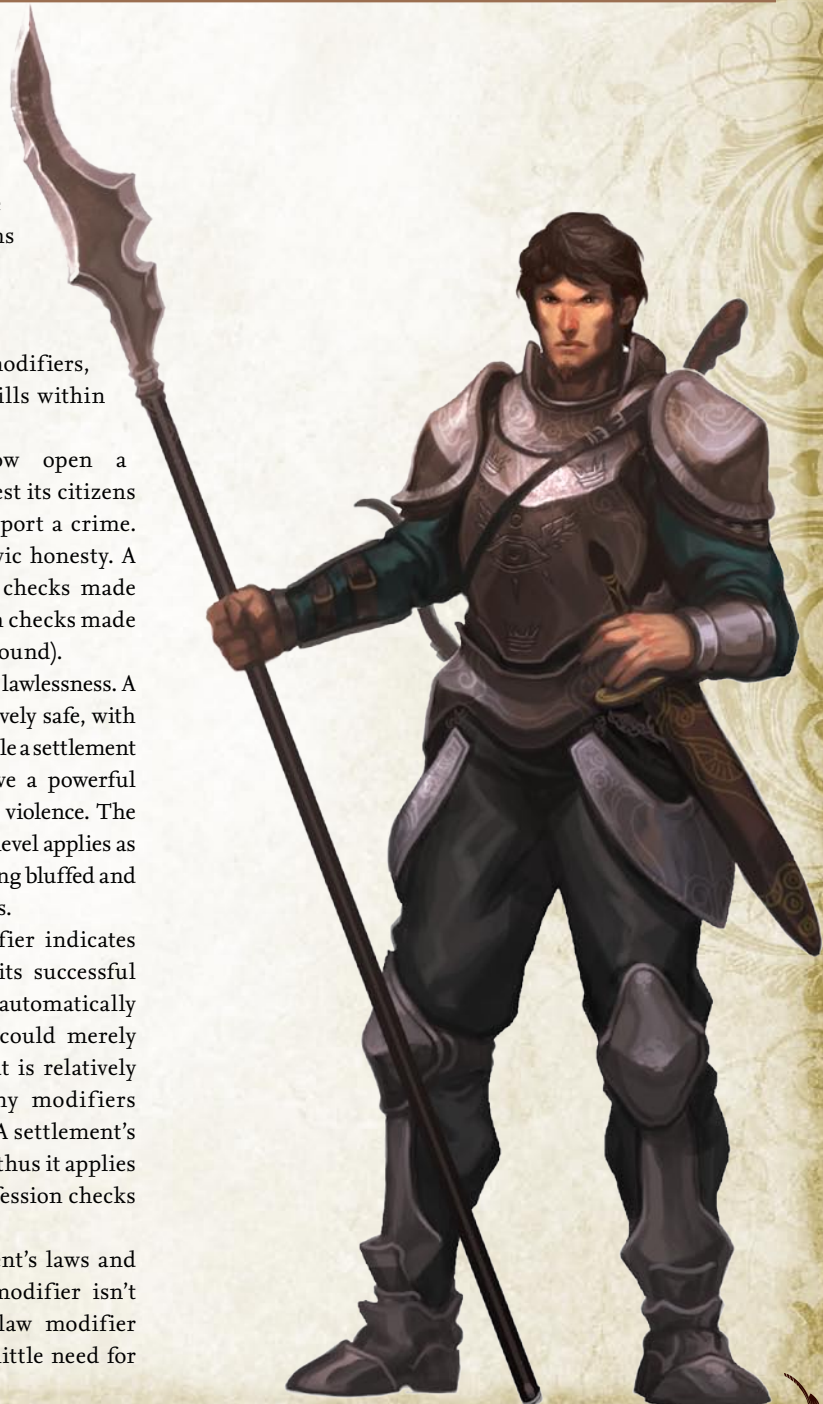 ns
odifiers,
ills within
ow open a
est its citizens
port a crime.
vic honesty. A
checks made
n checks made
ound).
lawlessness. A
vely safe, with
le a settlement
ve a powerful
violence. The
level applies as
ng bluffed and
s.
fier indicates
its successful
automatically
could merely
t is relatively
ny modifiers
A settlement's
thus it applies
fession checks
ent's laws and
modifier isn't
law modifier
little need for